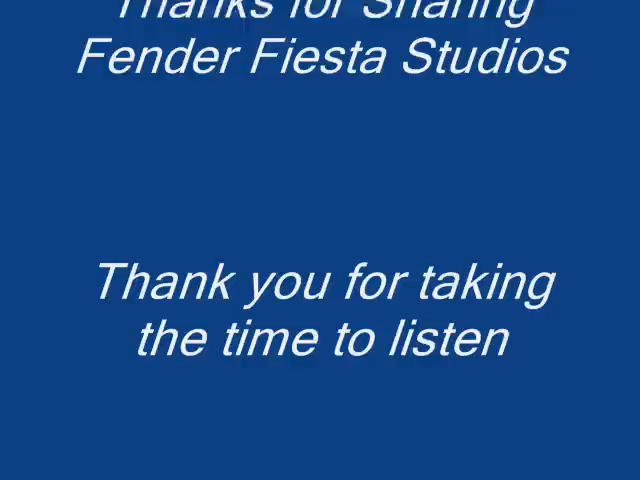 Thanks for Sharing
Fender Fiesta Studios
Thank you for taking
the time to listen